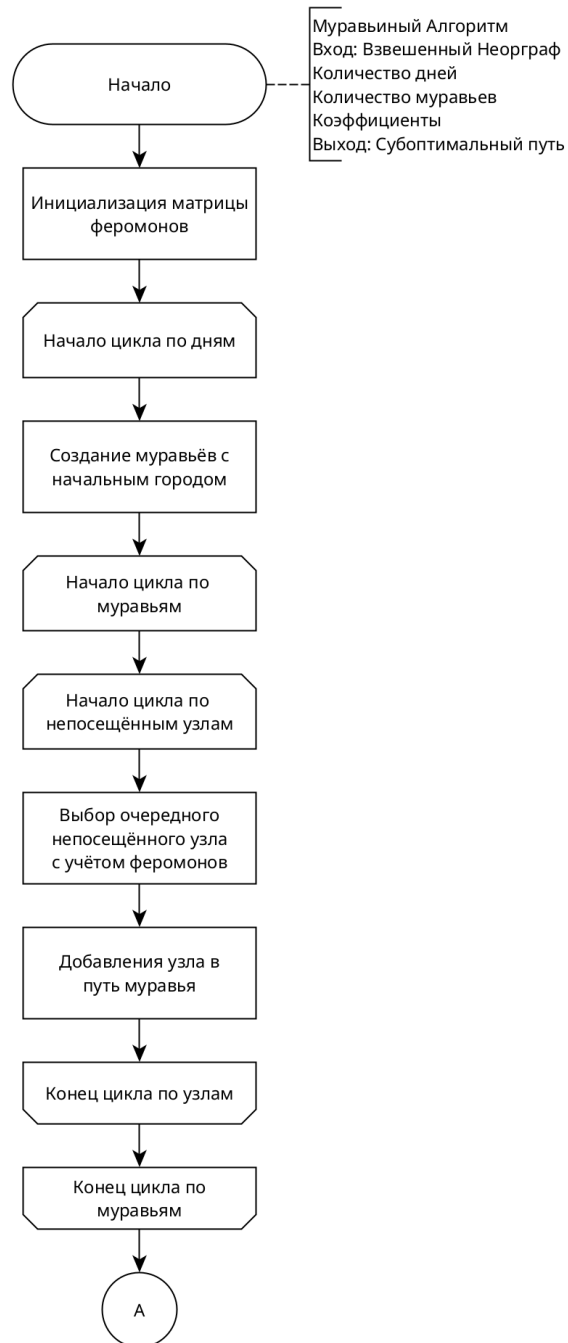 Начало
Муравьиный Алгоритм
Вход: Взвешенный Неорграф
Количество дней
Количество муравьев
Коэффициенты
Выход: Субоптимальный путь
Инициализация матрицы
феромонов
Начало цикла по дням
Создание муравьёв с
начальным городом
Начало цикла по
муравьям
Начало цикла по
непосещённым узлам
Выбор очередного
непосещённого узла
с учётом феромонов
Добавления узла в
путь муравья
Конец цикла по узлам
Конец цикла по
муравьям
A